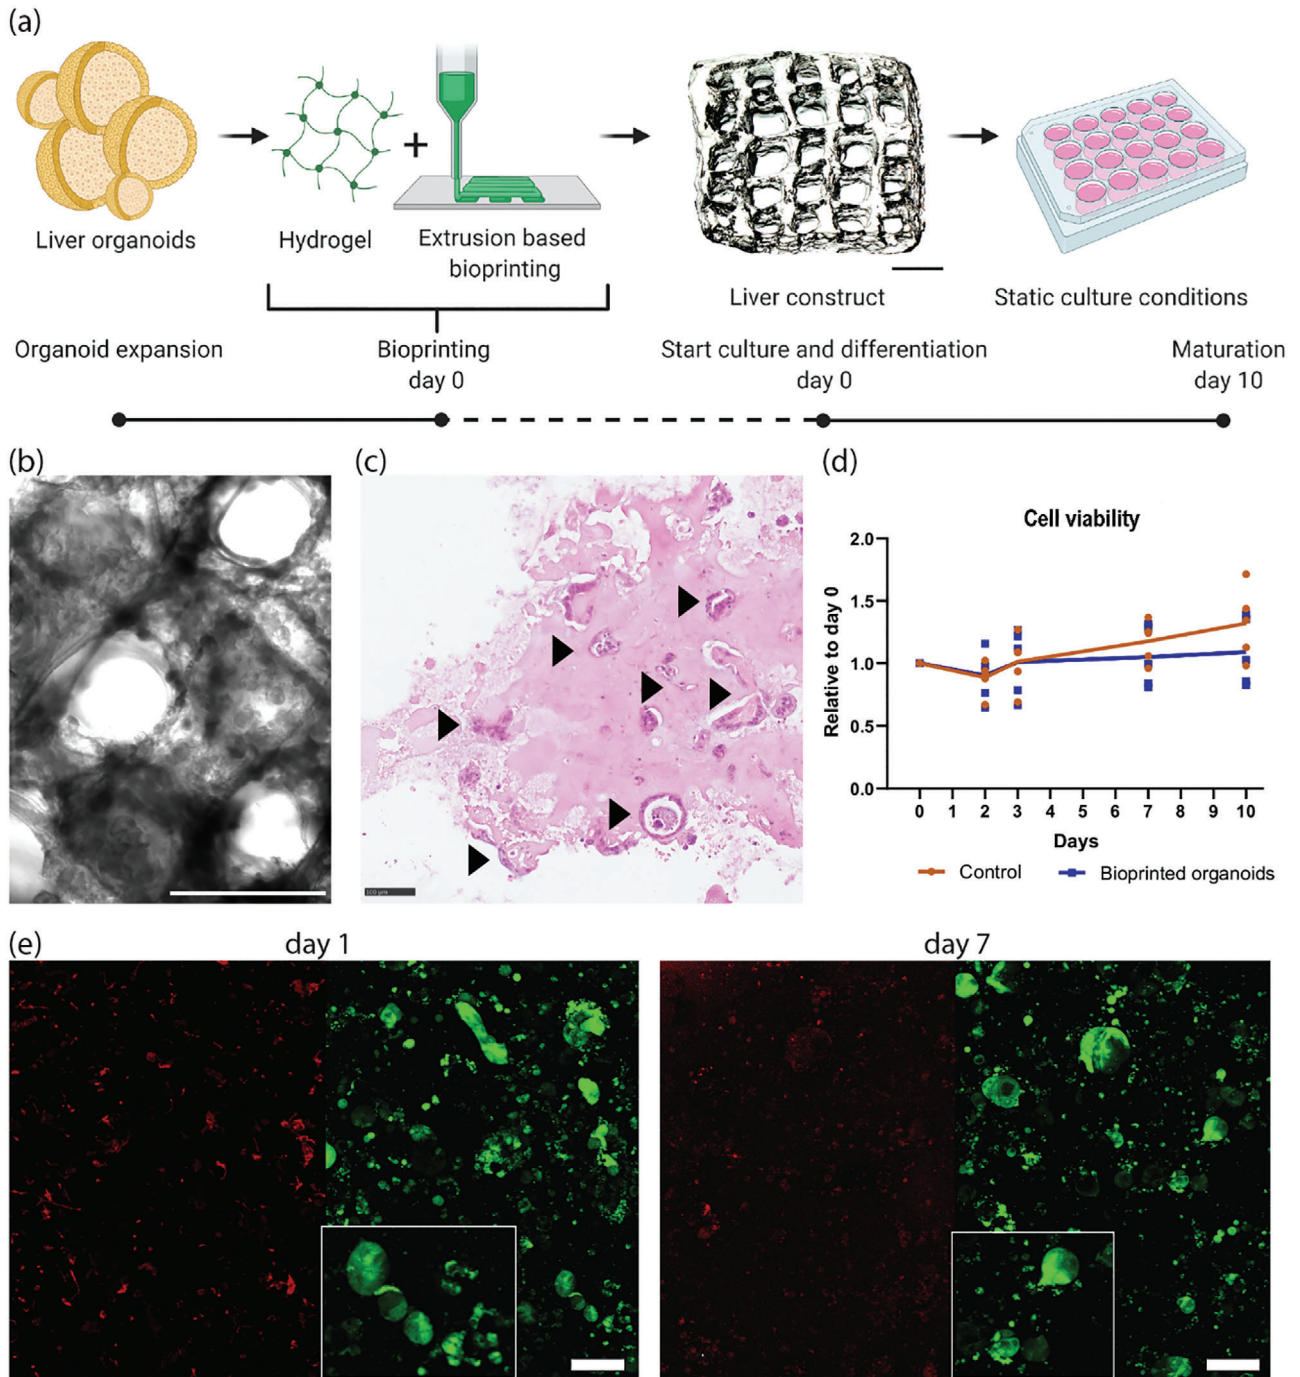 (a)
Liver organoids
Hydrogel
+
Extrusion based
bioprinting
Liver construct
Static culture conditions
Organoid expansion
Bioprinting
day 0
Start culture and differentiation
day 0
Maturation
day 10
(b)
(c)
100 µm
(d)
Cell viability
Relative to day 0
2.0
1.5
1.0
0.5
0.0
0 1 2 3 4 5 6 7 8 9 10
Days
Control
Bioprinted organoids
(e)
day 1
day 7